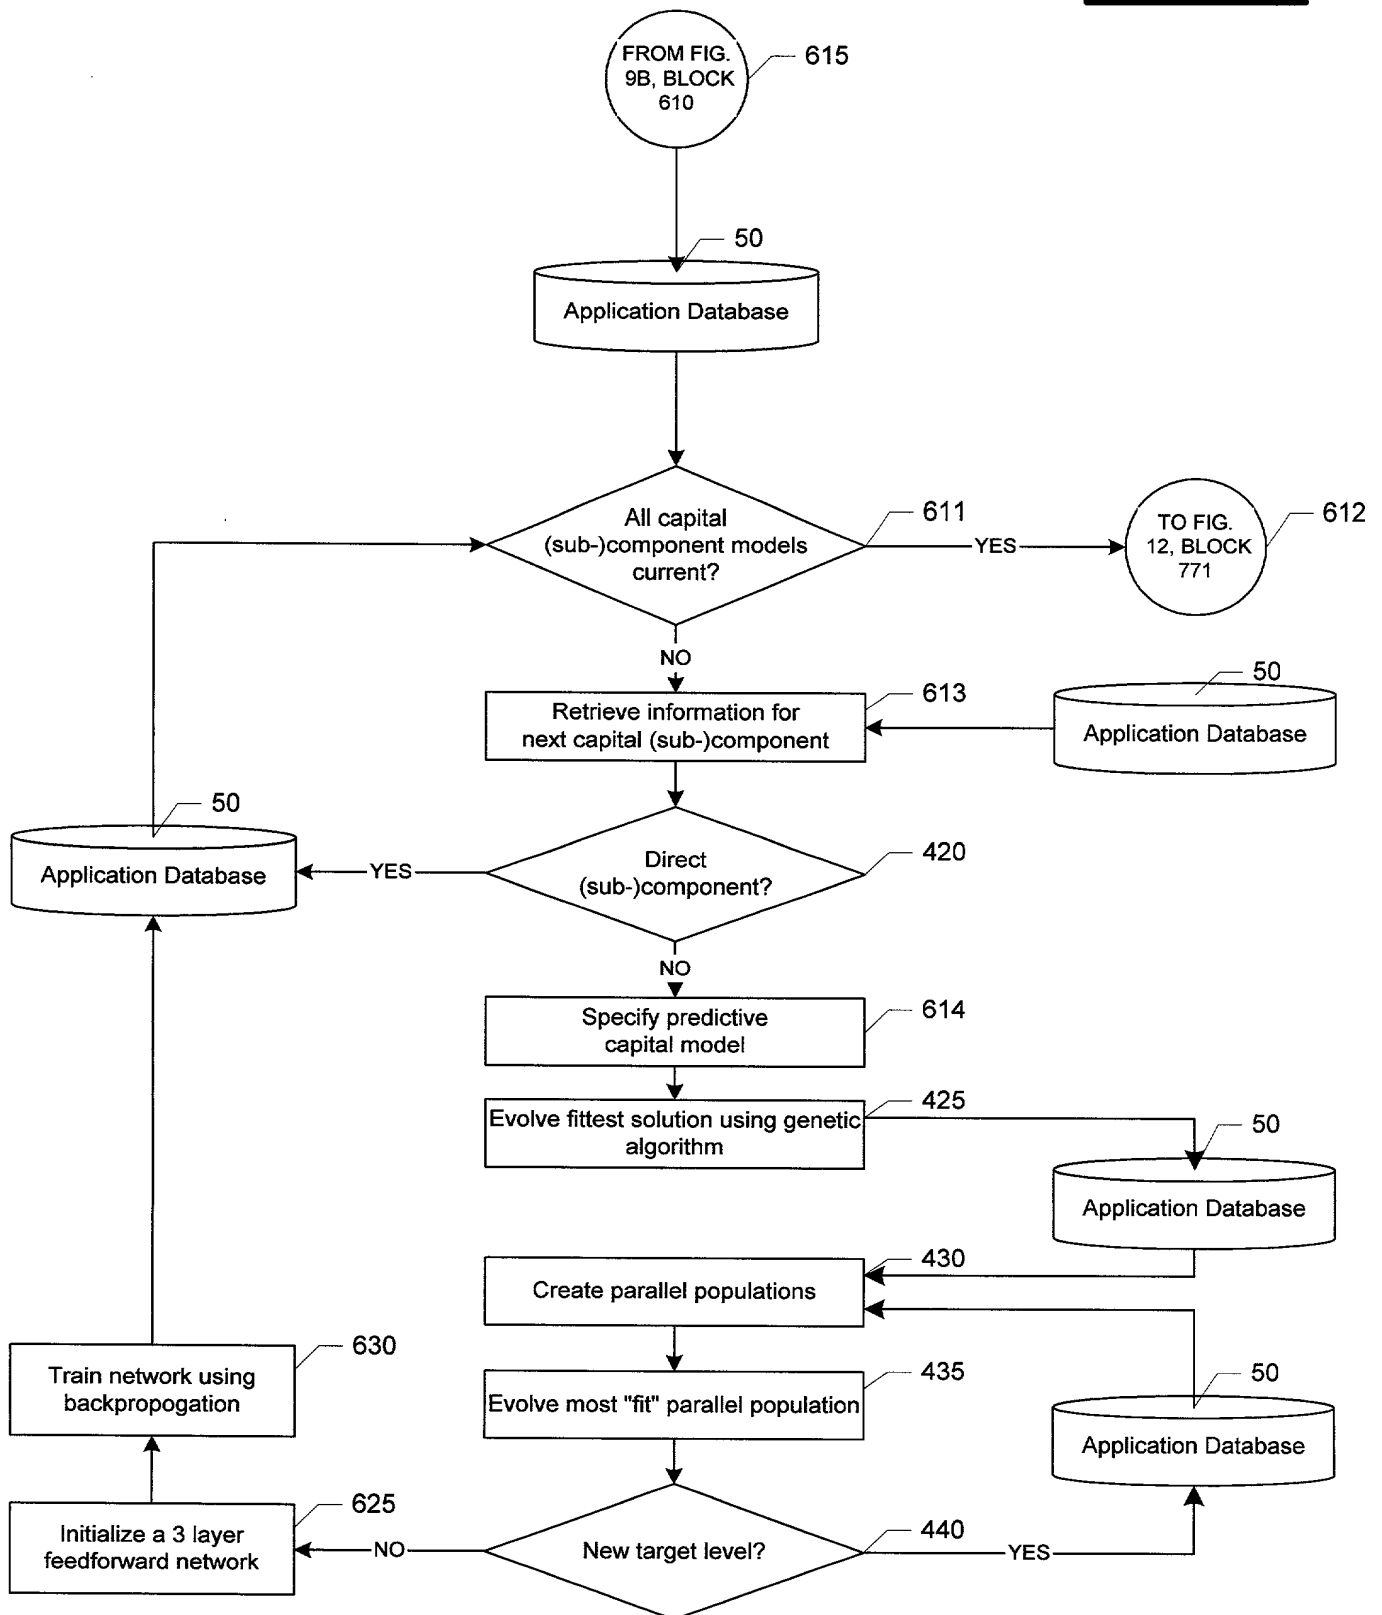 FROM FIG.
9B, BLOCK
610
615
50
Application Database
All capital
(sub-)component models
current?
611
YES
TO FIG.
12, BLOCK
771
612
NO
Retrieve information for
next capital (sub-)component
613
50
Application Database
50
Application Database
YES
Direct
(sub-)component?
420
NO
Specify predictive
capital model
614
Evolve fittest solution using genetic
algorithm
425
50
Application Database
Create parallel populations
430
Train network using
backpropogation
630
Evolve most "fit" parallel population
435
50
Application Database
Initialize a 3 layer
feedforward network
625
NO
New target level?
440
YES